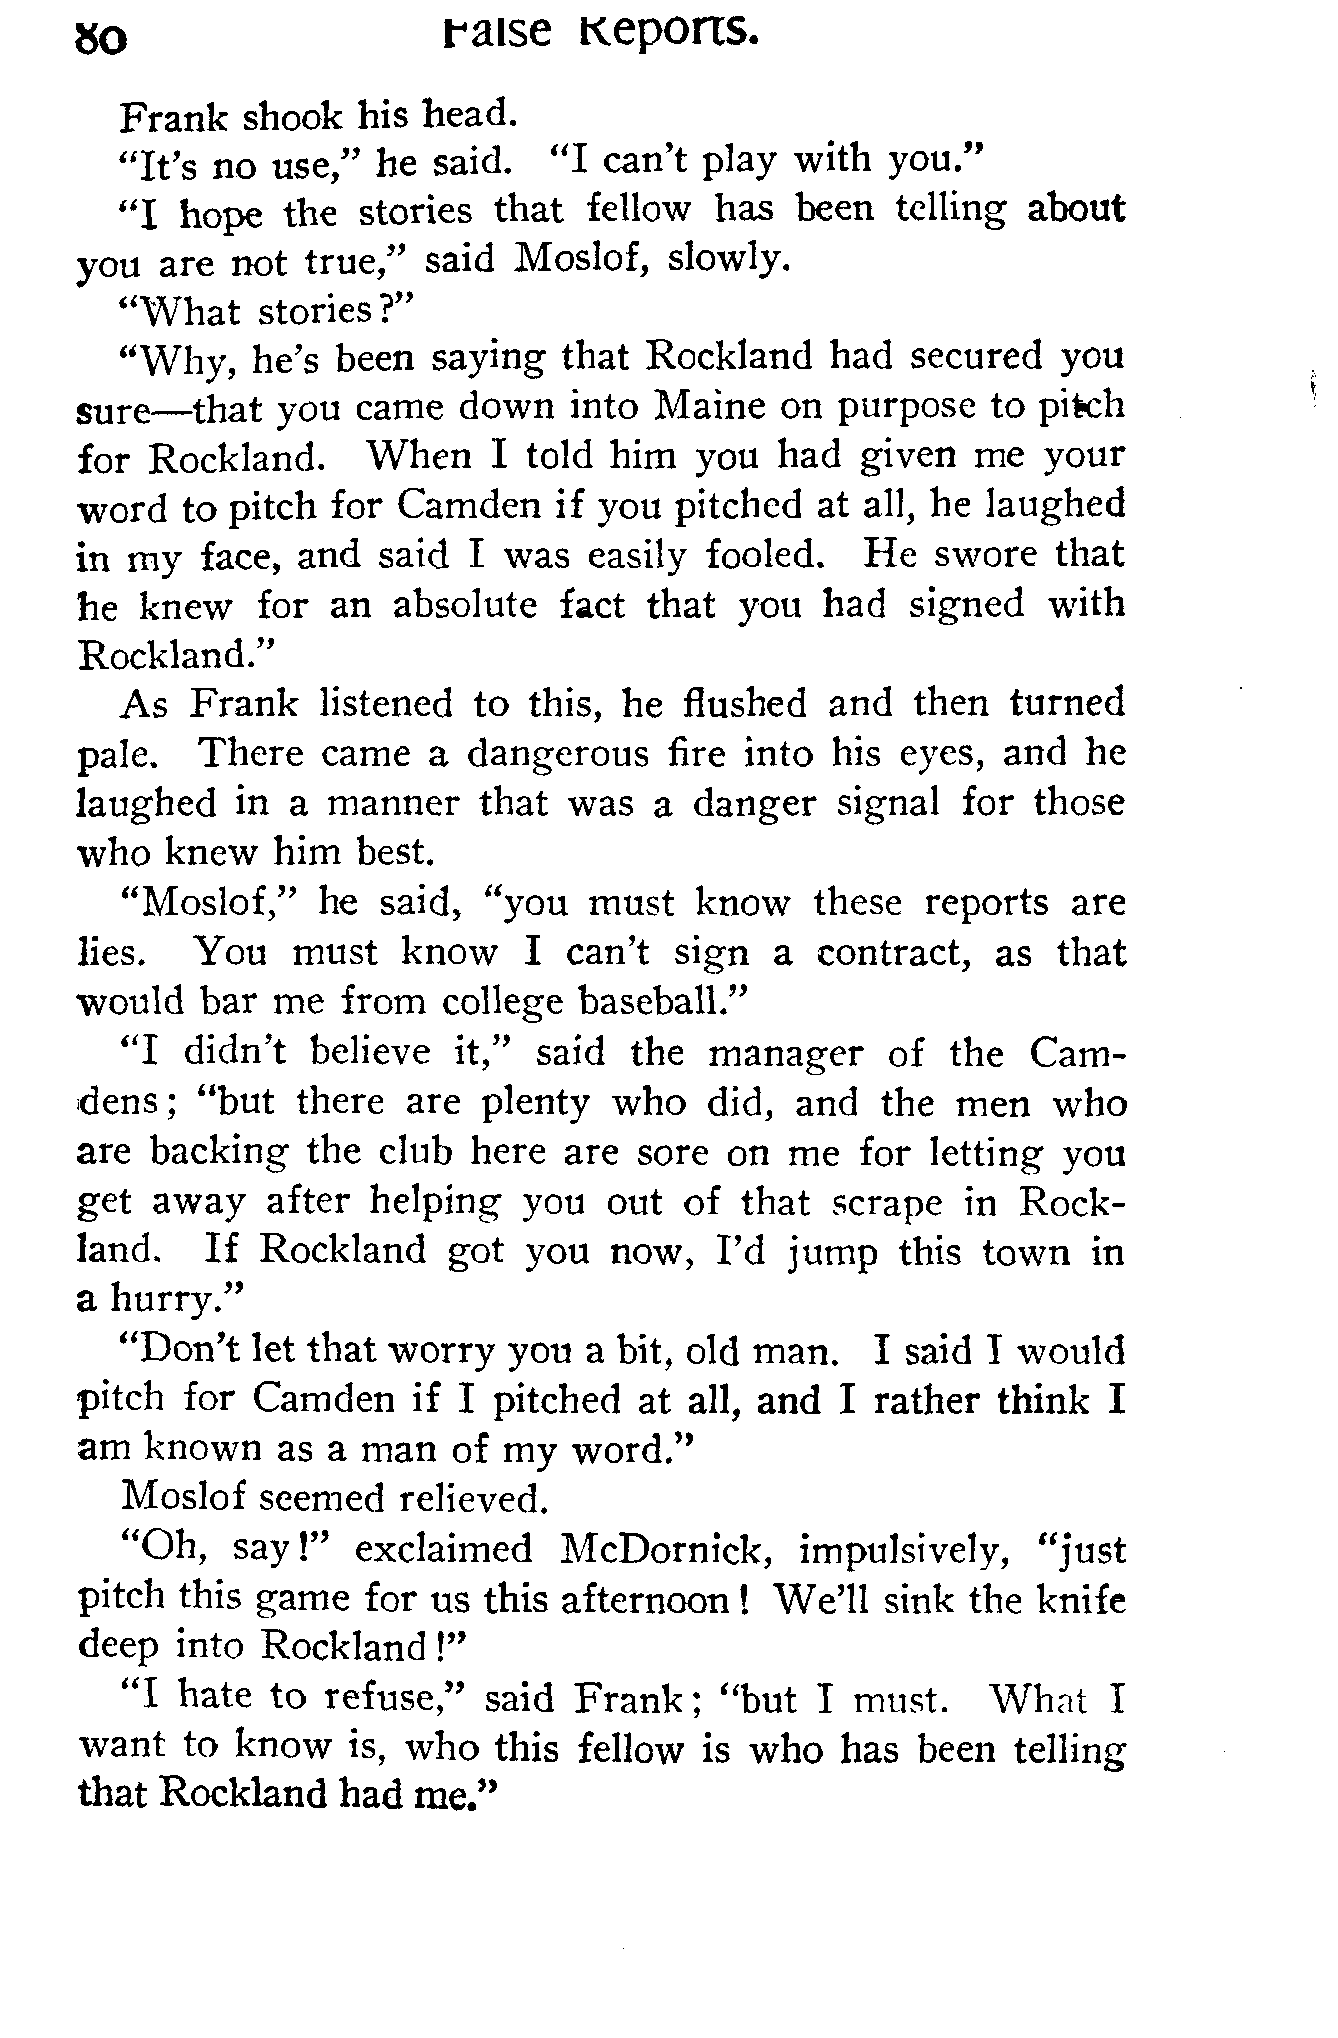 80 False Reports.
Frank shook his head.
"It's no use," he said. "I can't play with you."
"I hope the stories that fellow has been telling about
you are not true," said Moslof, slowly.
"What stories?"
"Why, he's been saying that Rockland had secured you
sure—that you came down into Maine on purpose to pitch
for Rockland. When I told him you had given me your
word to pitch for Camden if you pitched at all, he laughed
in my face, and said I was easily fooled. He swore that
he knew for an absolute fact that you had signed with
Rockland."
As Frank listened to this, he flushed and then turned
pale. There came a dangerous fire into his eyes, and he
laughed in a manner that was a danger signal for those
who knew him best.
"Moslof," he said, "you must know these reports are
lies. You must know I can't sign a contract, as that
would bar me from college baseball."
"I didn't believe it," said the manager of the Cam-
dens; "but there are plenty who did, and the men who
are backing the club here are sore on me for letting you
get away after helping you out of that scrape in Rock-
land. If Rockland got you now, I'd jump this town in
a hurry."
"Don't let that worry you a bit, old man. I said I would
pitch for Camden if I pitched at all, and I rather think I
am known as a man of my word."
Moslof seemed relieved.
"Oh, say!" exclaimed McDornick, impulsively, "just
pitch this game for us this afternoon! We'll sink the knife
deep into Rockland!"
"I hate to refuse," said Frank; "but I must. What I
want to know is, who this fellow is who has been telling
that Rockland had me."